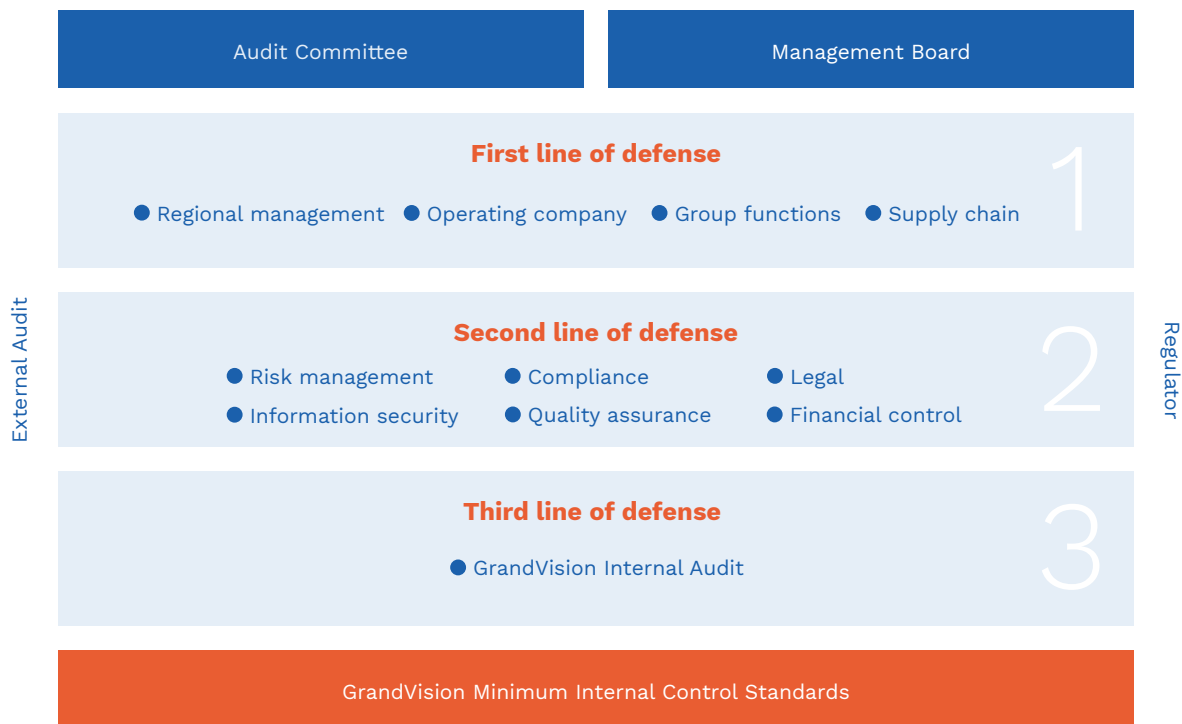 Audit Committee
Management Board
First line of defense
1
Regional management
Operating company
Group functions
Supply chain
External Audit
Second line of defense
2
Risk management
Compliance
Legal
Information security
Quality assurance
Financial control
Regulator
Third line of defense
3
GrandVision Internal Audit
GrandVision Minimum Internal Control Standards